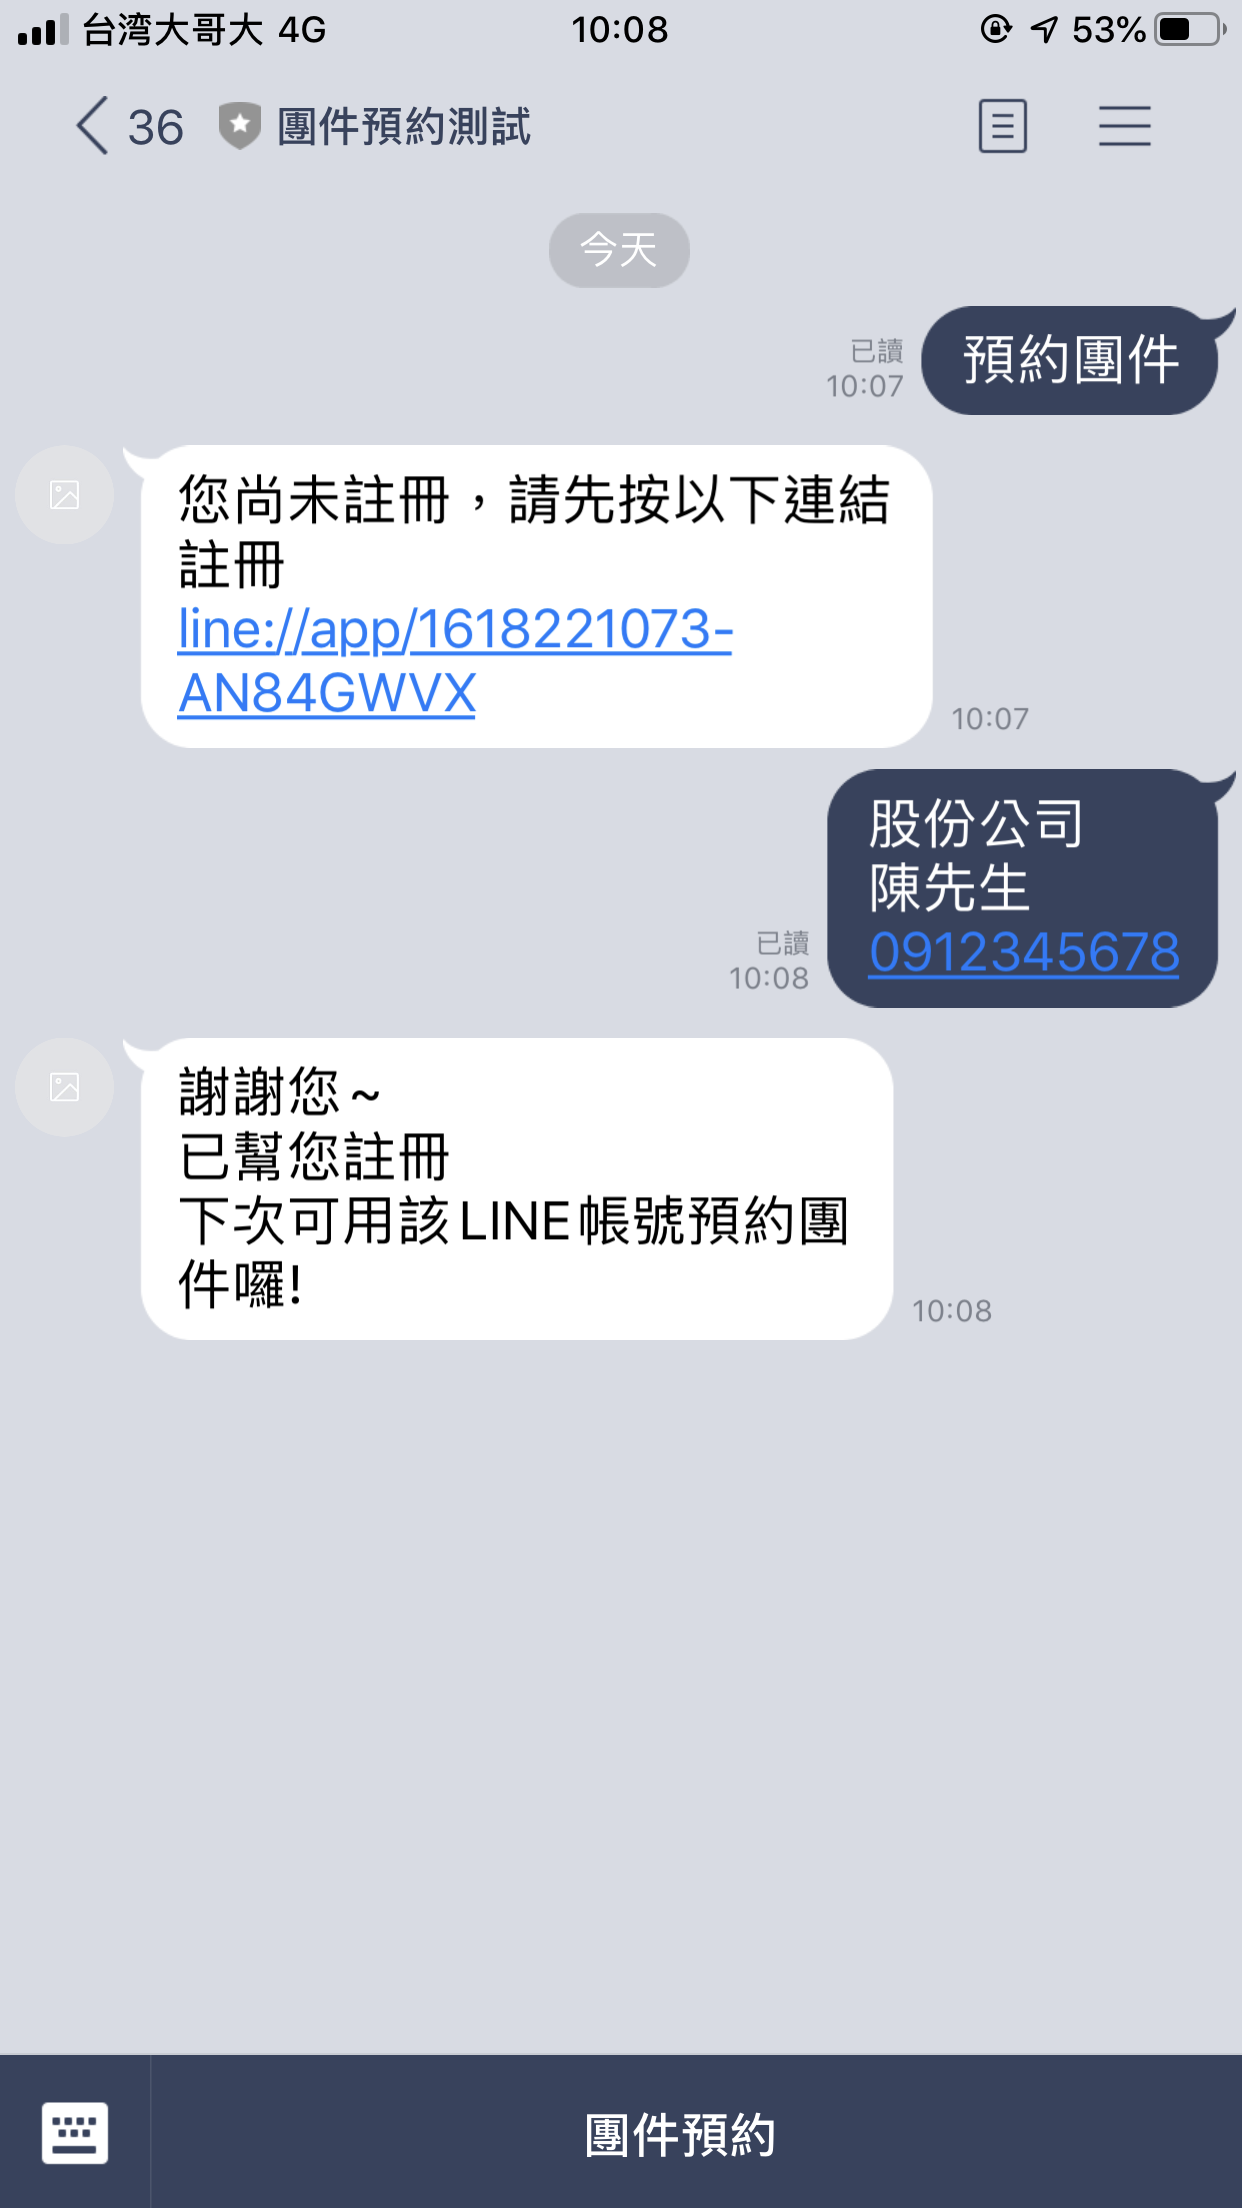 台湾大哥大 4G 10:08 53%
36 團件預約測試
今天
預約團件
已讀
10:07
您尚未註冊，請先按以下連結
註冊
line://app/1618221073-
AN84GWVX
10:07
股份公司
陳先生
0912345678
已讀
10:08
謝謝您~
已幫您註冊
下次可用該LINE帳號預約團
件囉!
10:08
團件預約